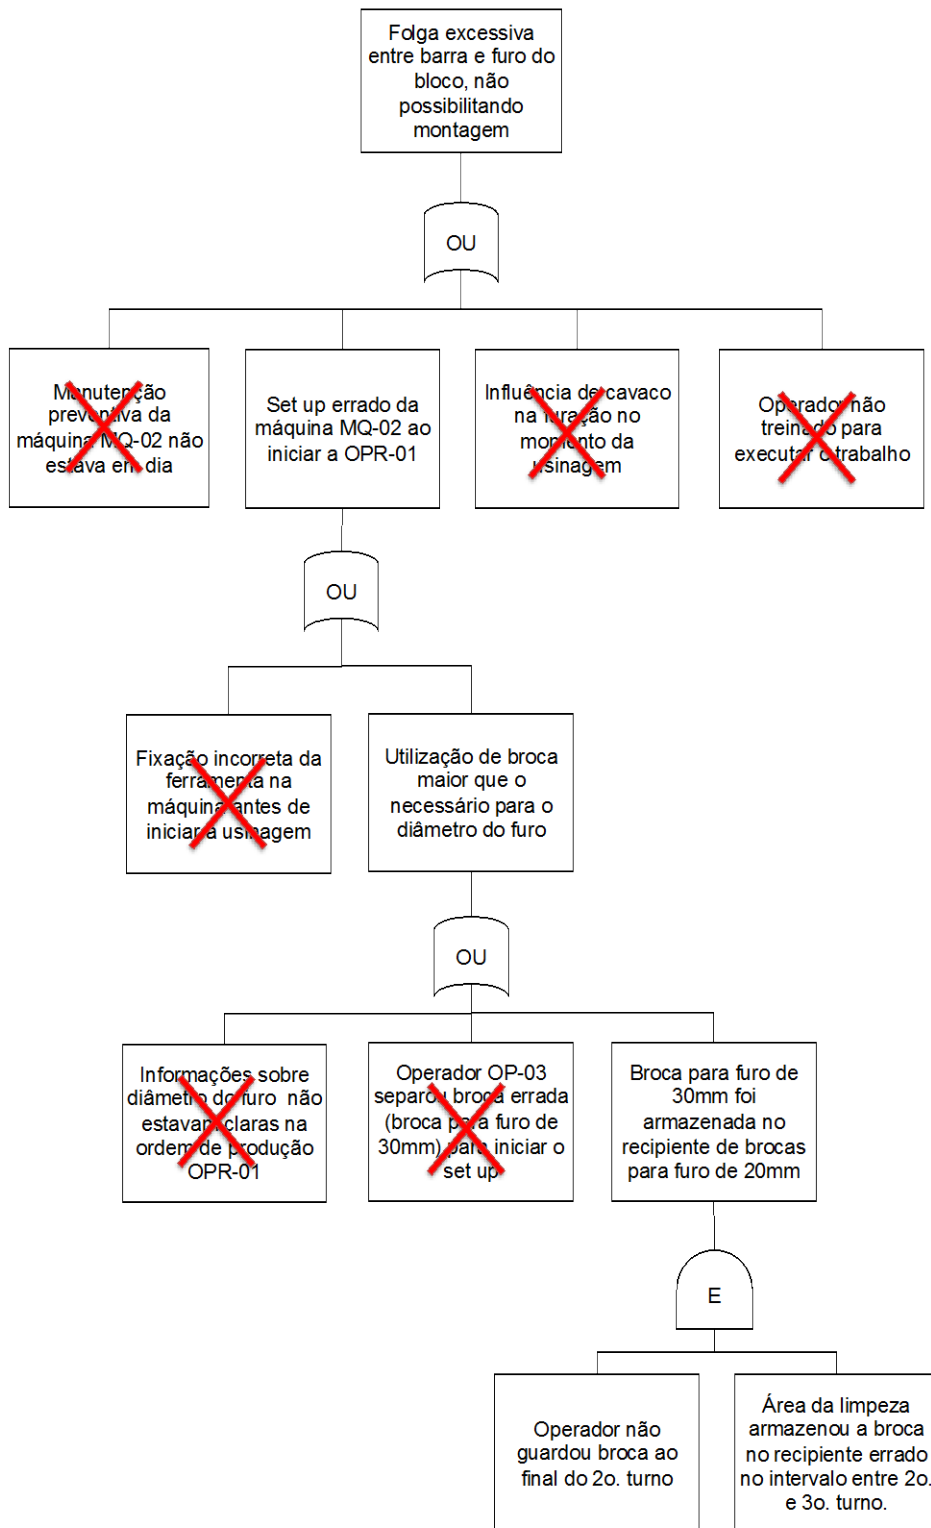 Folga excessiva
entre barra e furo do
bloco, não
possibilitando
montagem
OU
Manutenção
preventiva da
máquina MQ-02 não
estava em dia
Set up errado da
máquina MQ-02 ao
iniciar a OPR-01
Influência de cavaco
na furação no
momento da
usinagem
Operador não
treinado para
executar o trabalho
OU
Fixação incorreta da
ferramenta na
máquina antes de
iniciar a usinagem
Utilização de broca
maior que o
necessário para o
diâmetro do furo
OU
Informações sobre
diâmetro do furo não
estavam claras na
ordem de produção
OPR-01
Operador OP-03
separou broca errada
(broca para furo de
30mm) para iniciar o
set up
Broca para furo de
30mm foi
armazenada no
recipiente de brocas
para furo de 20mm
E
Operador não
guardou broca ao
final do 2o. turno
Área da limpeza
armazenou a broca
no recipiente errado
no intervalo entre 2o.
e 3o. turno.